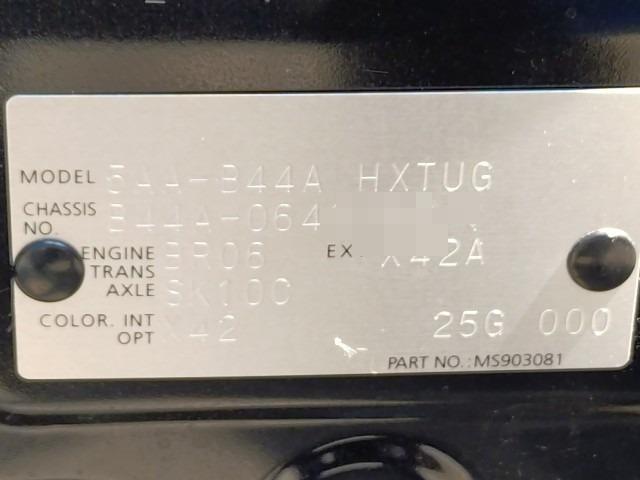 MODEL 5AA-B44A HXTUG
CHASSIS NO. B44A-064
ENGINE BR06 EX. X42A
TRANS AXLE SK10C
COLOR. INT OPT X42 25G 000
PART NO.:MS903081